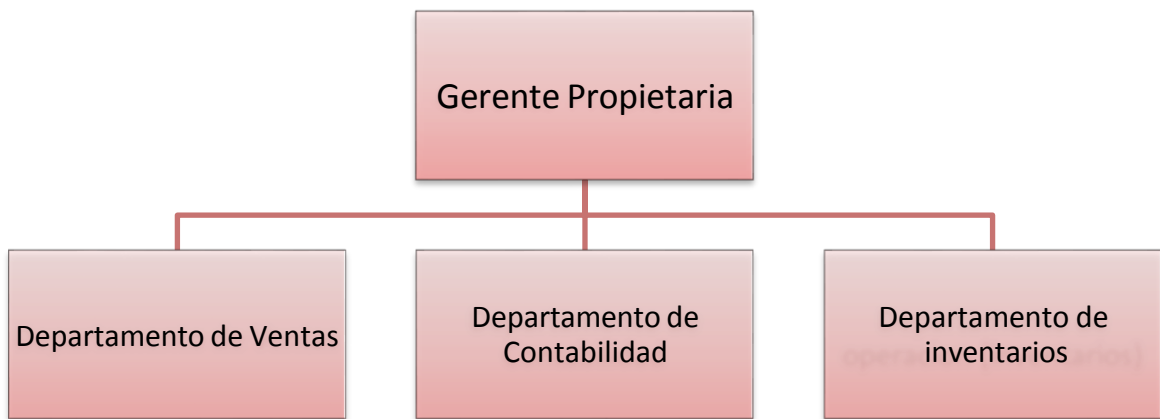 Gerente Propietaria
Departamento de Ventas
Departamento de
Contabilidad
Departamento de
inventarios